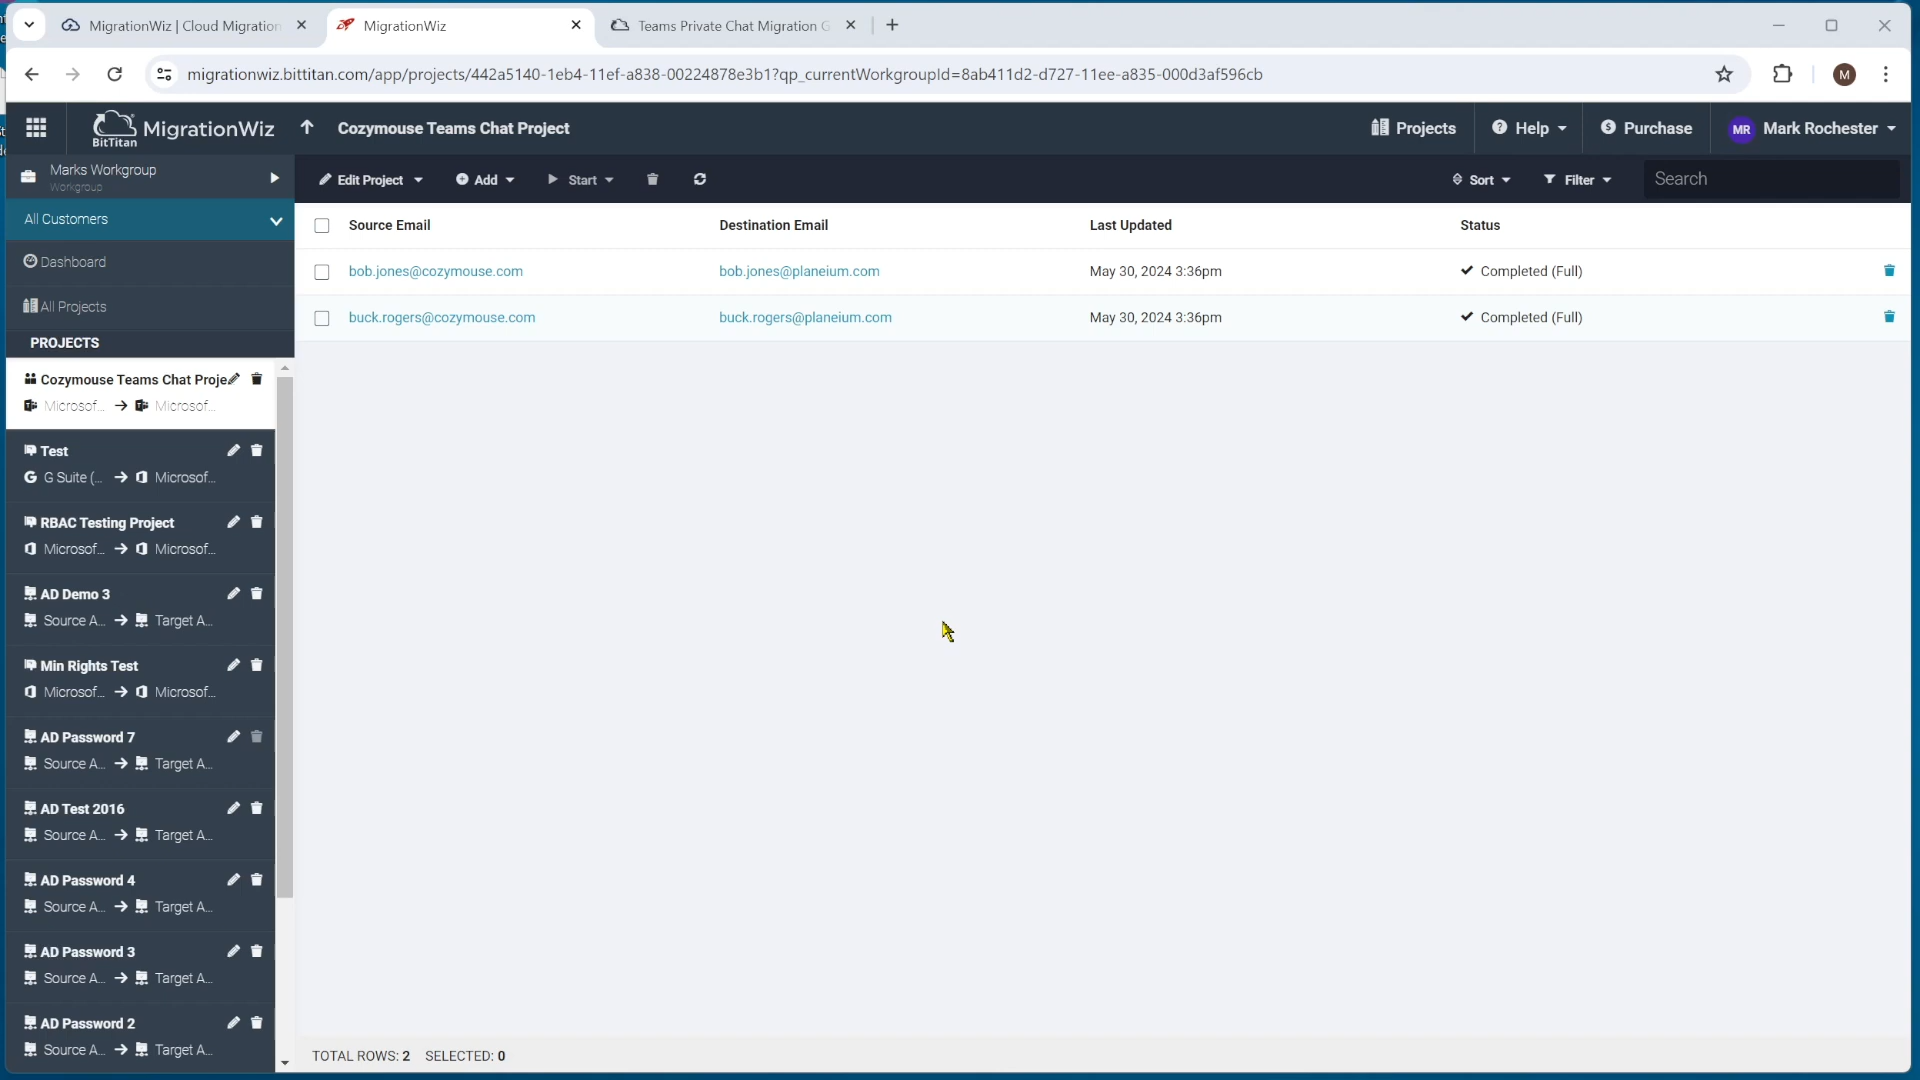 MigrationWiz | Cloud Migration
MigrationWiz
Teams Private Chat Migration G
migrationwiz.bittitan.com/app/projects/442a5140-1eb4-11ef-a838-00224878e3b1?qp_currentWorkgroupId=8ab411d2-d727-11ee-a835-000d3af596cb
M
BitTitan MigrationWiz
Cozymouse Teams Chat Project
Projects
Help
Purchase
MR Mark Rochester
Marks Workgroup
Workgroup
Edit Project
Add
Start
Sort
Filter
Search
All Customers
Dashboard
All Projects
PROJECTS
Cozymouse Teams Chat Proje
Microsof... → Microsof...
Test
G Suite (... → Microsof...
RBAC Testing Project
Microsof... → Microsof...
AD Demo 3
Source A... → Target A...
Min Rights Test
Microsof... → Microsof...
AD Password 7
Source A... → Target A...
AD Test 2016
Source A... → Target A...
AD Password 4
Source A... → Target A...
AD Password 3
Source A... → Target A...
AD Password 2
Source A... → Target A...
Source Email Destination Email Last Updated Status
bob.jones@cozymouse.com bob.jones@planeium.com May 30, 2024 3:36pm Completed (Full)
buck.rogers@cozymouse.com buck.rogers@planeium.com May 30, 2024 3:36pm Completed (Full)
TOTAL ROWS: 2 SELECTED: 0